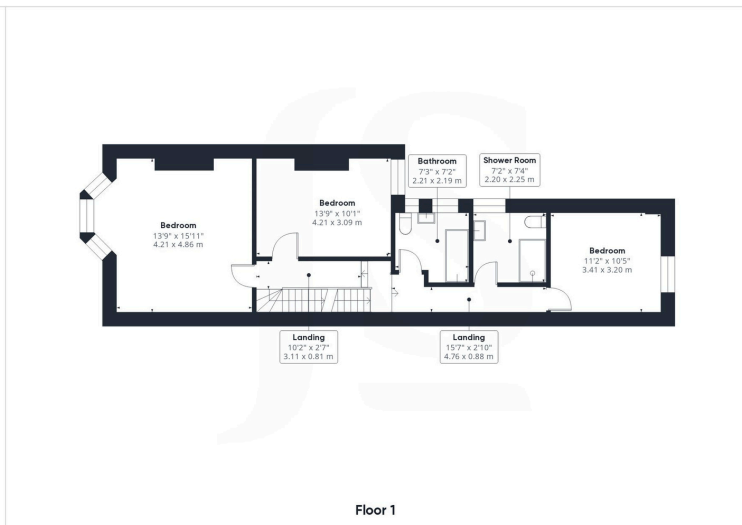 Bathroom
7'3" x 7'2"
2.21 x 2.19 m
Shower Room
7'2" x 7'4"
2.20 x 2.25 m
Bedroom
13'9" x 15'11"
4.21 x 4.86 m
Bedroom
13'9" x 10'1"
4.21 x 3.09 m
Bedroom
11'2" x 10'5"
3.41 x 3.20 m
Landing
10'2" x 2'7"
3.11 x 0.81 m
Landing
15'7" x 2'10"
4.76 x 0.88 m
Floor 1